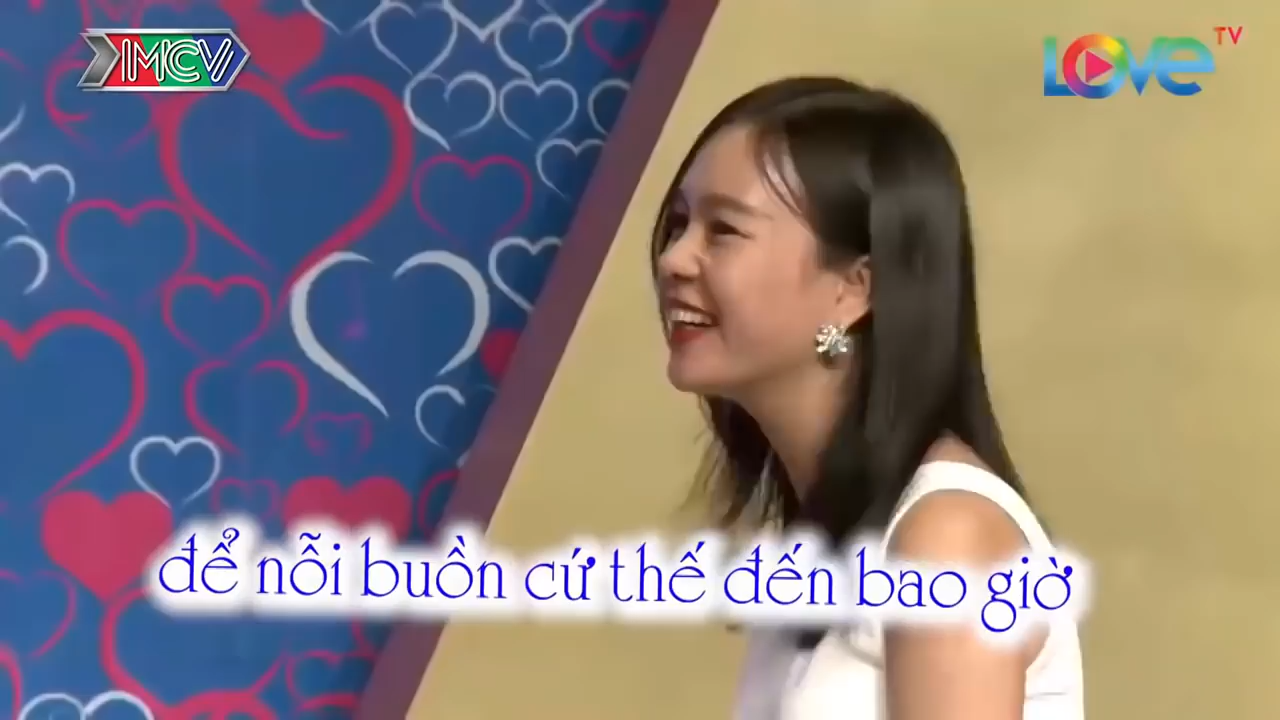 MCV
LOVE TV
để nỗi buồn cứ thế đến bao giờ